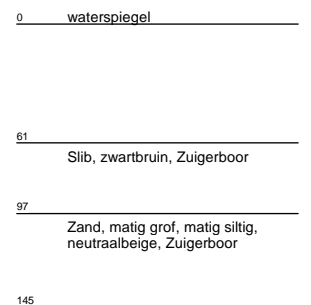 0 waterspiegel
61
Slib, zwartbruin, Zuigerboor
97
Zand, matig grof, matig siltig,
neutraalbeige, Zuigerboor
145